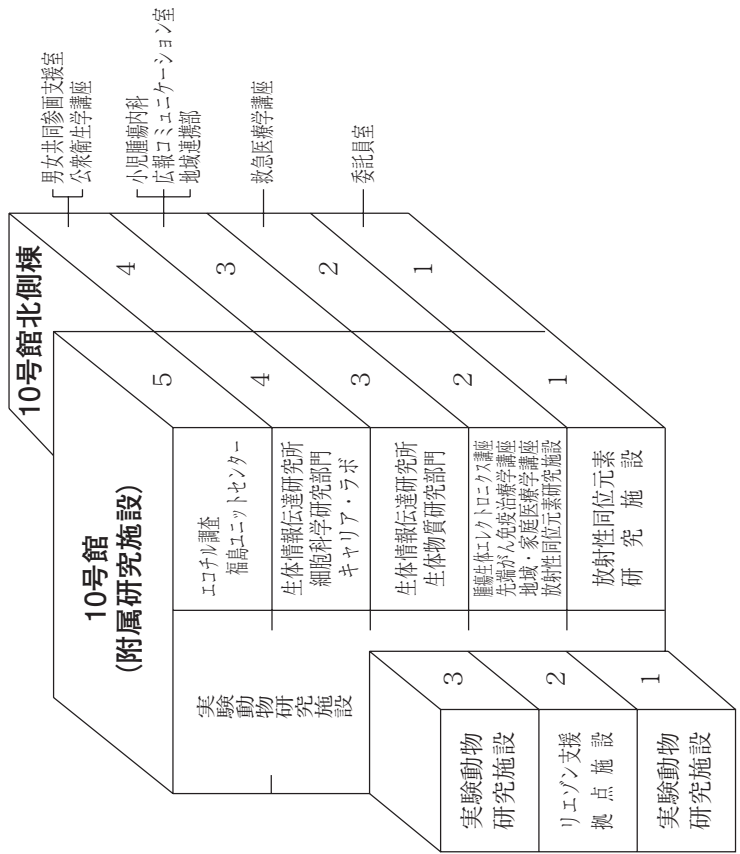 10号館北側棟
男女共同参画支援室
公衆衛生学講座
小児腫瘍内科
広報コミュニケーション室
地域連携部
救急医療学講座
委託員室
4
3
2
1
10号館
(附属研究施設)
5
4
3
2
1
エコチル調査
福島ユニットセンター
生体情報伝達研究所
細胞科学研究部門
キャリア・ラボ
生体情報伝達研究所
生体物質研究部門
腫瘍生体エレクトロニクス講座
先端がん免疫治療学講座
地域・家庭医療学講座
放射性同位元素研究施設
放射性同位元素
研究施設
実験動物研究施設
3
2
1
実験動物
研究施設
リエゾン支援
拠点施設
実験動物
研究施設